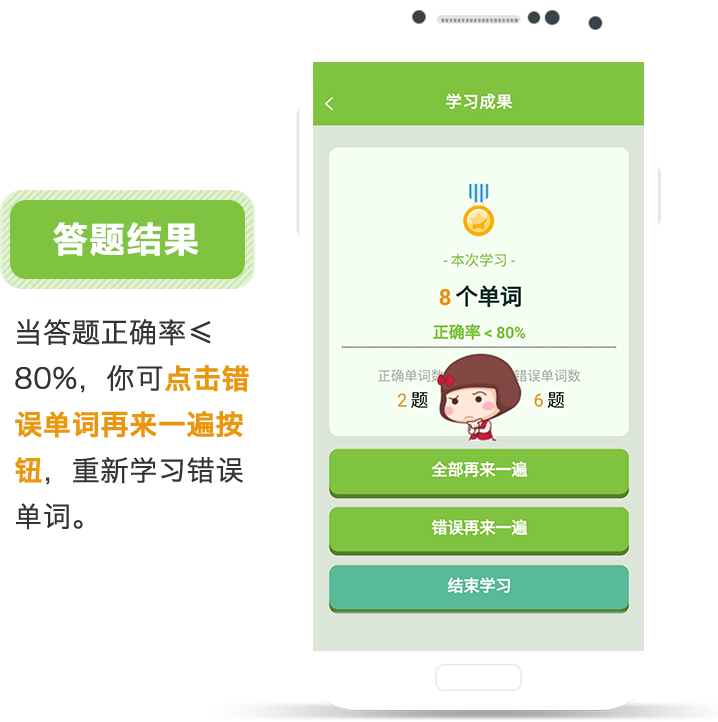 答题结果
当答题正确率≤
80%，你可点击错
误单词再来一遍按
钮，重新学习错误
单词。
学习成果
- 本次学习 -
8 个单词
正确率 < 80%
正确单词数 错误单词数
2 题 6 题
全部再来一遍
错误再来一遍
结束学习